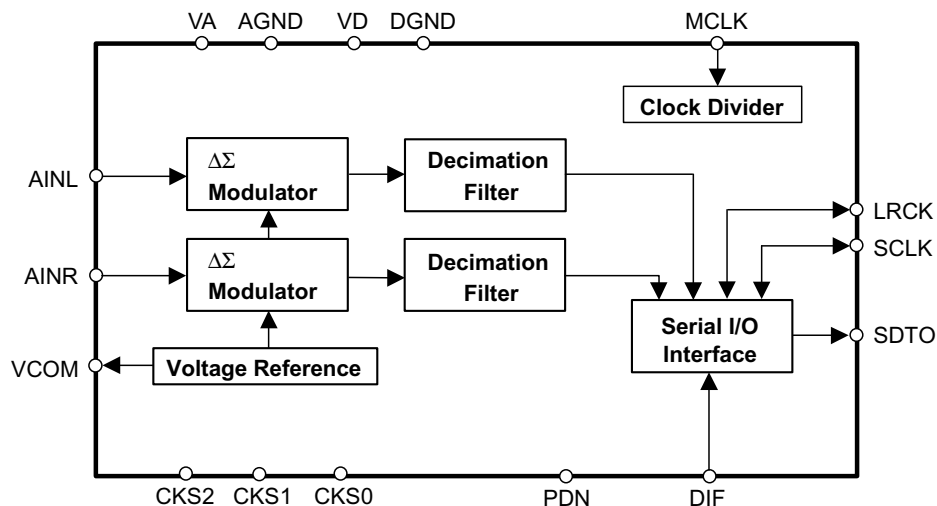 VA AGND VD DGND MCLK
Clock Divider
ΔΣ
Modulator
Decimation
Filter
AINL
LRCK
SCLK
ΔΣ
Modulator
Decimation
Filter
AINR
Serial I/O
Interface
SDTO
VCOM
Voltage Reference
CKS2 CKS1 CKS0 PDN DIF